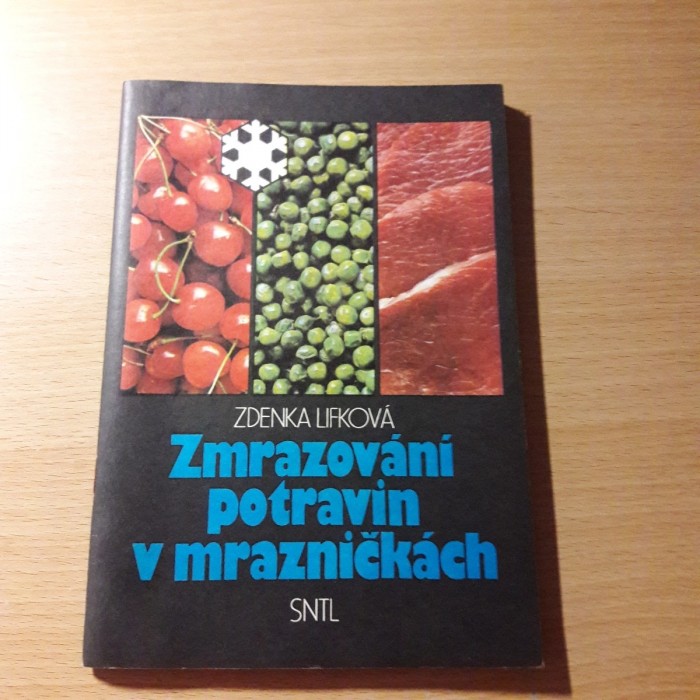 ZDENKA LIFKOVÁ
Zmrazování
potravin
v mrazničkách
SNTL